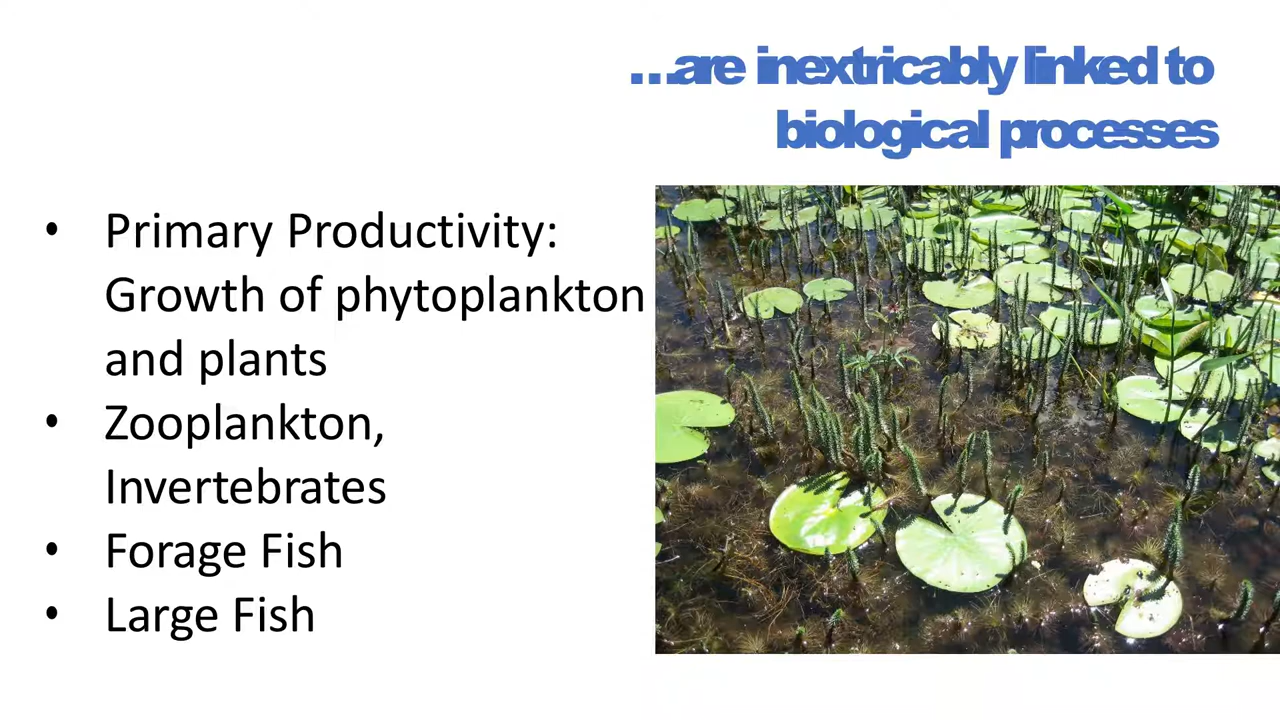 ...are inextricably linked to
biological processes
• Primary Productivity:
Growth of phytoplankton
and plants
• Zooplankton,
Invertebrates
• Forage Fish
• Large Fish